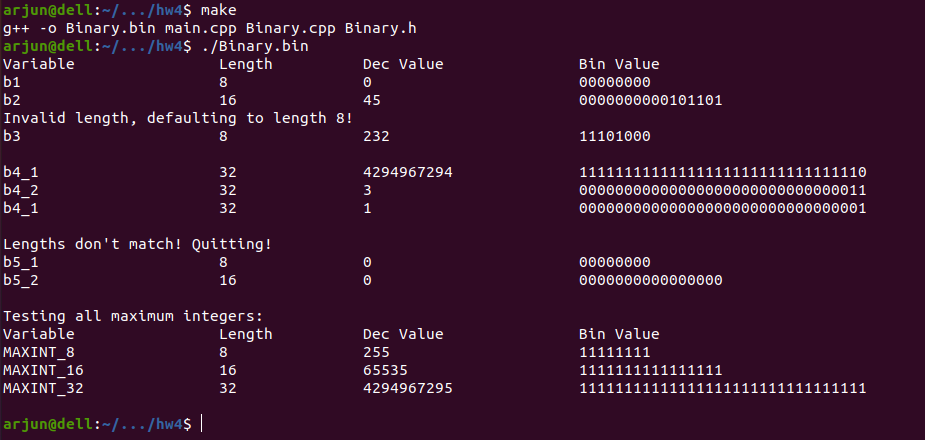 arjun@dell:~/.../hw4$ make
g++ -o Binary.bin main.cpp Binary.cpp Binary.h
arjun@dell:~/.../hw4$ ./Binary.bin
Variable Length Dec Value Bin Value
b1 8 0 00000000
b2 16 45 0000000000101101
Invalid length, defaulting to length 8!
b3 8 232 11101000
b4_1 32 4294967294 11111111111111111111111111111110
b4_2 32 3 00000000000000000000000000000011
b4_1 32 1 00000000000000000000000000000001
Lengths don't match! Quitting!
b5_1 8 0 00000000
b5_2 16 0 0000000000000000
Testing all maximum integers:
Variable Length Dec Value Bin Value
MAXINT_8 8 255 11111111
MAXINT_16 16 65535 1111111111111111
MAXINT_32 32 4294967295 11111111111111111111111111111111
arjun@dell:~/.../hw4$